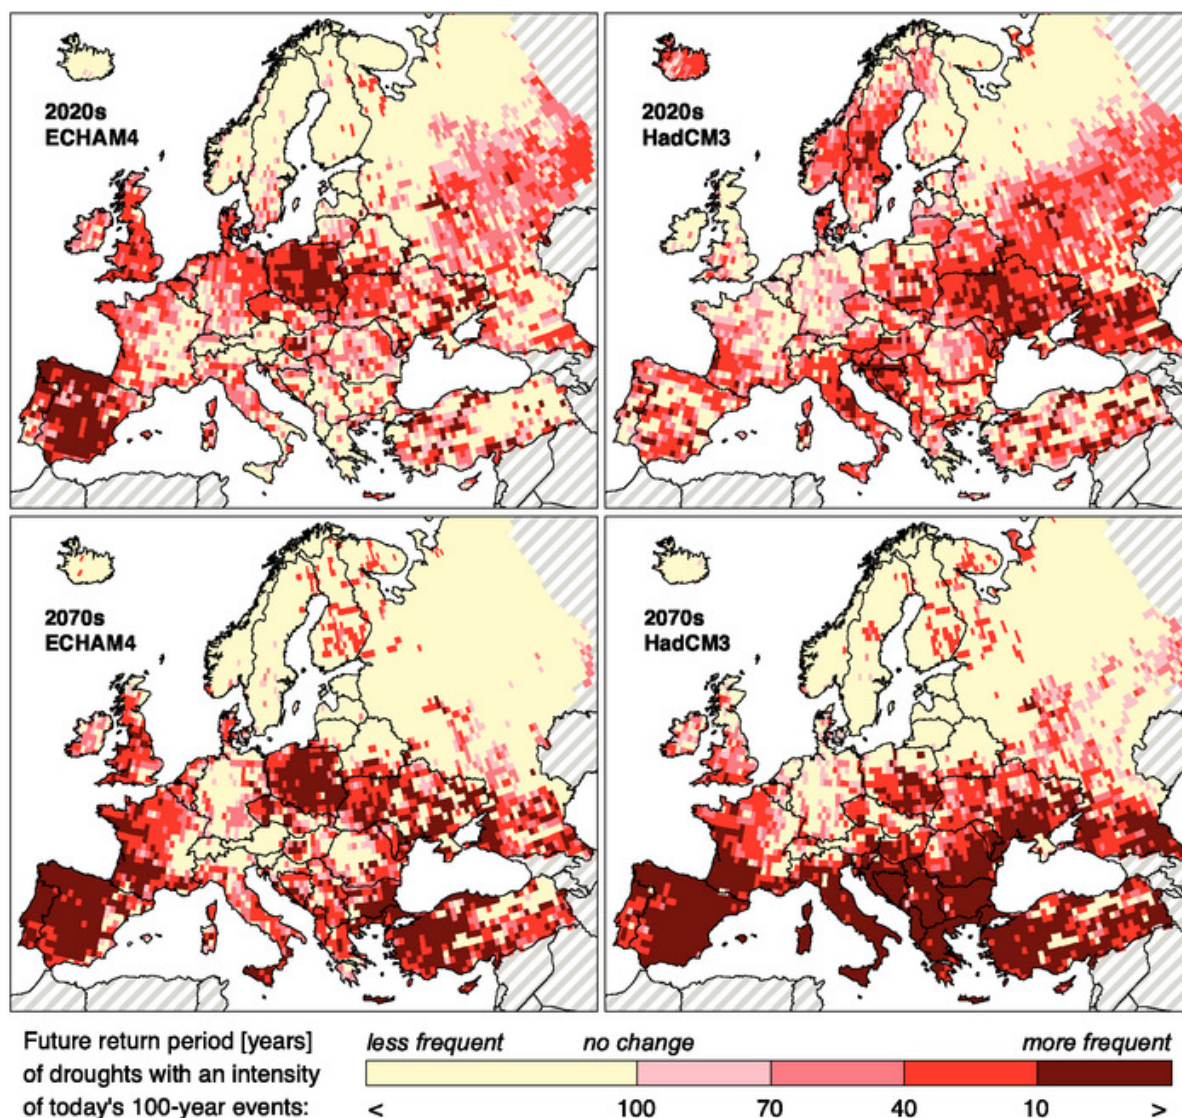 2020s
ECHAM4
2020s
HadCM3
2070s
ECHAM4
2070s
HadCM3
Future return period [years]
of droughts with an intensity
of today's 100-year events:
less frequent no change more frequent
< 100 70 40 10 >